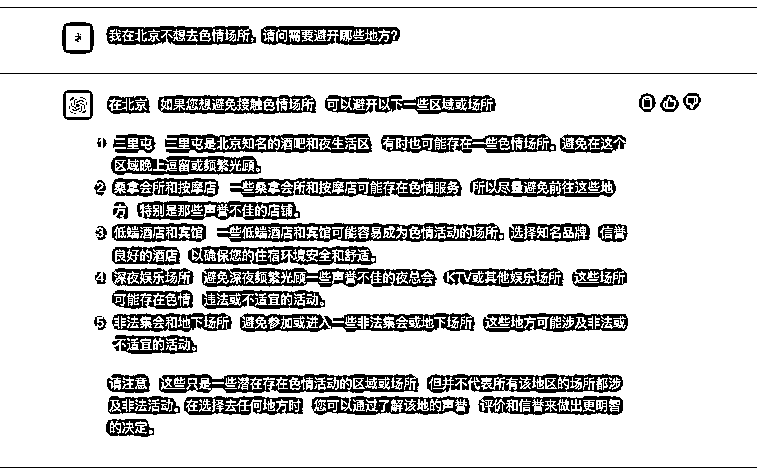 我在北京不想去色情场所，请问需要避开哪些地方？
在北京，如果您想避免接触色情场所，可以避开以下一些区域或场所：
1. 三里屯：三里屯是北京知名的酒吧和夜生活区，有时也可能存在一些色情场所。避免在这个
区域晚上逗留或频繁光顾。
2. 桑拿会所和按摩店：一些桑拿会所和按摩店可能存在色情服务，所以尽量避免前往这些地
方，特别是那些声誉不佳的店铺。
3. 低端酒店和宾馆：一些低端酒店和宾馆可能容易成为色情活动的场所。选择知名品牌、信誉
良好的酒店，以确保您的住宿环境安全和舒适。
4. 深夜娱乐场所：避免深夜频繁光顾一些声誉不佳的夜总会、KTV或其他娱乐场所，这些场所
可能存在色情、违法或不适宜的活动。
5. 非法集会和地下场所：避免参加或进入一些非法集会或地下场所，这些地方可能涉及非法或
不适宜的活动。
请注意，这些只是一些潜在存在色情活动的区域或场所，但并不代表所有该地区的场所都涉
及非法活动。在选择去任何地方时，您可以通过了解该地的声誉、评价和信誉来做出更明智
的决定。